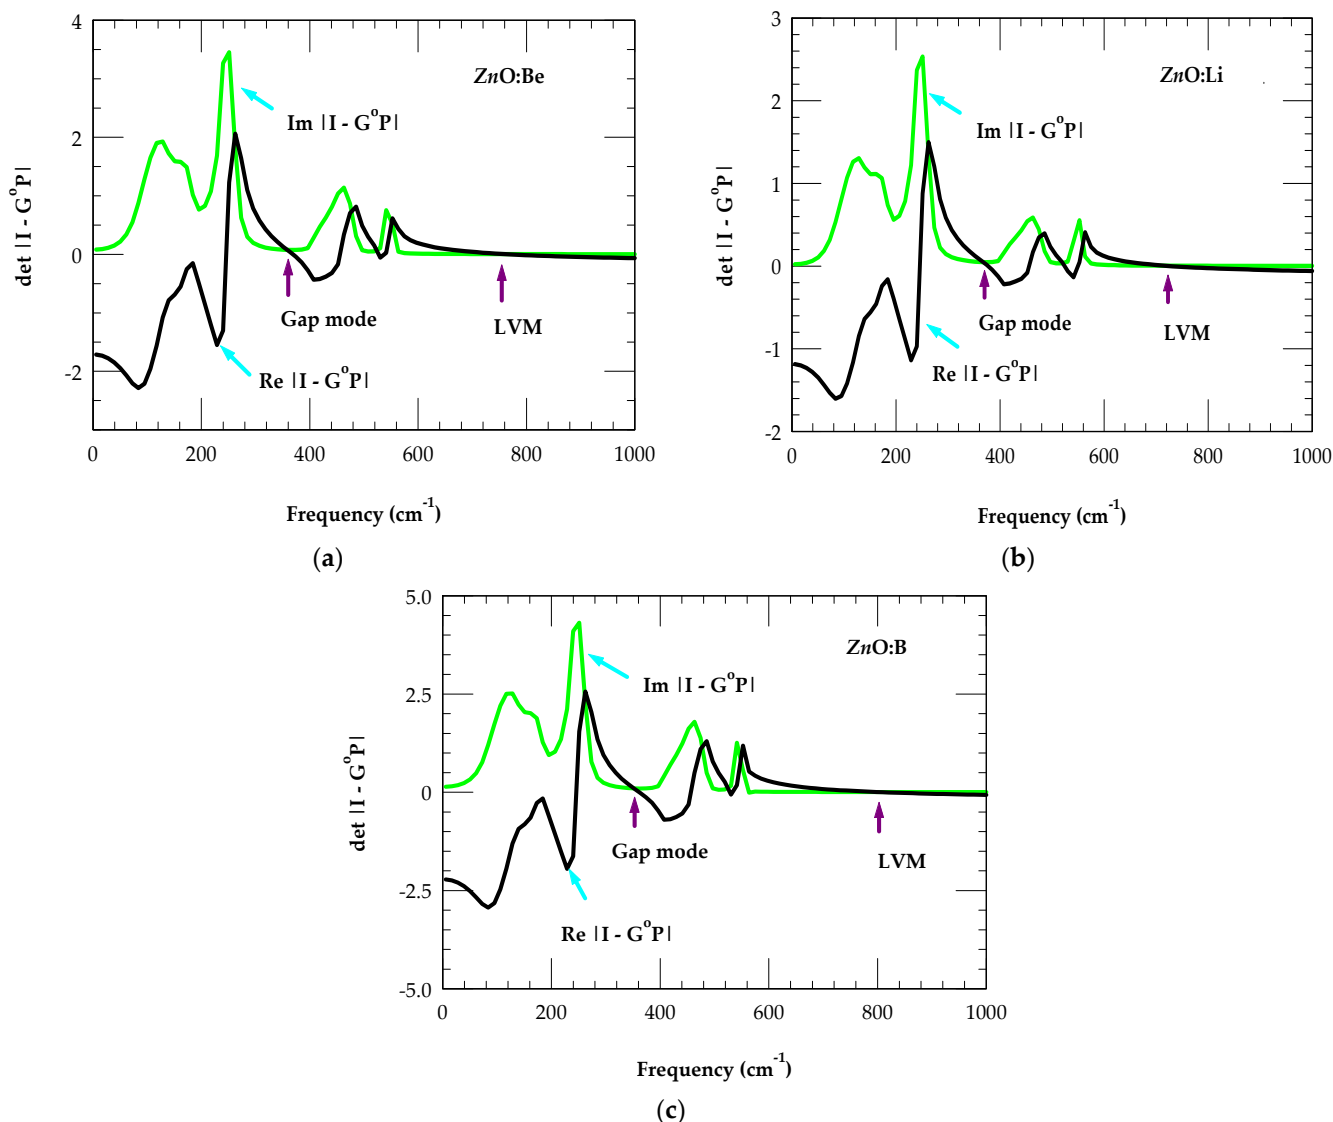 4
2
0
-2
det |I - G°P|
ZnO:Be
Im |I - G°P|
Gap mode
LVM
Re |I - G°P|
0 200 400 600 800 1000
Frequency (cm-1)
(a)
3
2
1
0
-1
-2
det |I - G°P|
ZnO:Li
Im |I - G°P|
Gap mode
LVM
Re |I - G°P|
0 200 400 600 800 1000
Frequency (cm-1)
(b)
5.0
2.5
0
-2.5
-5.0
det |I - G°P|
ZnO:B
Im |I - G°P|
Gap mode
LVM
Re |I - G°P|
0 200 400 600 800 1000
Frequency (cm-1)
(c)